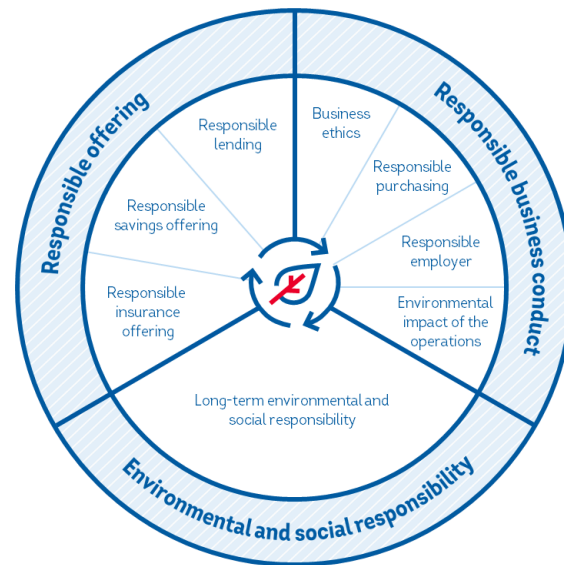 Responsible offering
Responsible
lending
Responsible
savings offering
Responsible
insurance
offering
Responsible business conduct
Business
ethics
Responsible
purchasing
Responsible
employer
Environmental
impact of the
operations
Long-term environmental and
social responsibility
Environmental and social responsibility